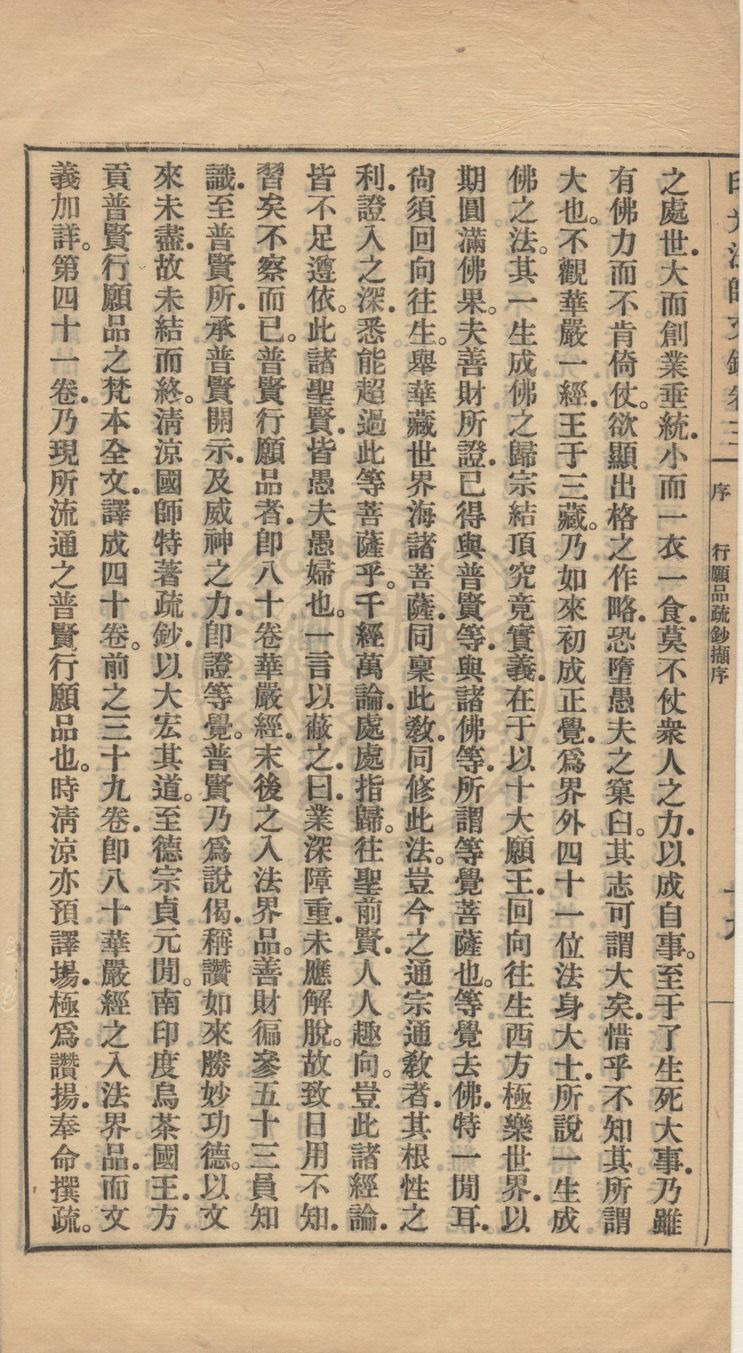 印光法師文鈔卷三
序
行願品疏鈔擷序
之處世。大而創業垂統。小而一衣一食。莫不仗衆人之力。以成自事。至于了生死大事。乃雖
有佛力而不肯倚仗。欲顯出格之作略。恐墮愚夫之窠臼。其志可謂大矣。惜乎不知其所謂
大也。不觀華嚴一經。王于三藏。乃如來初成正覺。爲界外四十一位法身大士。所說一生成
佛之法。其一生成佛之歸宗結頂究竟實義。在于以十大願王。回向往生西方極樂世界。以
期圓滿佛果。夫善財所證。已得與普賢等。與諸佛等。所謂等覺菩薩也。等覺去佛。特一間耳。
尙須回向往生。舉華藏世界海諸菩薩。同稟此敎。同修此法。豈今之通宗通敎者。其根性之
利。證入之深。悉能超過此等菩薩乎。千經萬論。處處指歸。往聖前賢。人人趣向。豈此諸經論。
皆不足遵依。此諸聖賢。皆愚夫愚婦也。一言以蔽之。曰。業深障重。未應解脫。故致日用不知。
習矣不察而已。普賢行願品者。卽八十卷華嚴經。末後之入法界品。善財徧參五十三員知
識。至普賢所。承普賢開示。及威神之力。卽證等覺。普賢乃爲說偈。稱讚如來勝妙功德。以文
來未盡。故未結而終。淸涼國師特著疏鈔。以大宏其道。至德宗貞元間。南印度烏茶國王。方
貢普賢行願品之梵本全文。譯成四十卷。前之三十九卷。卽八十華嚴經之入法界品。而文
義加詳。第四十一卷。乃現所流通之普賢行願品也。時淸涼亦預譯場。極爲讚揚。奉命撰疏。